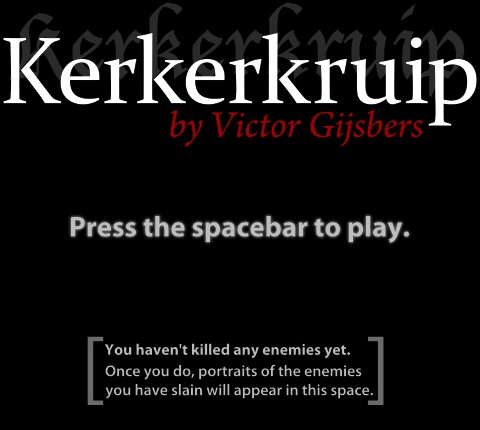 Kerkerkruip
by Victor Gijsbers
Press the spacebar to play.
You haven't killed any enemies yet.
Once you do, portraits of the enemies
you have slain will appear in this space.